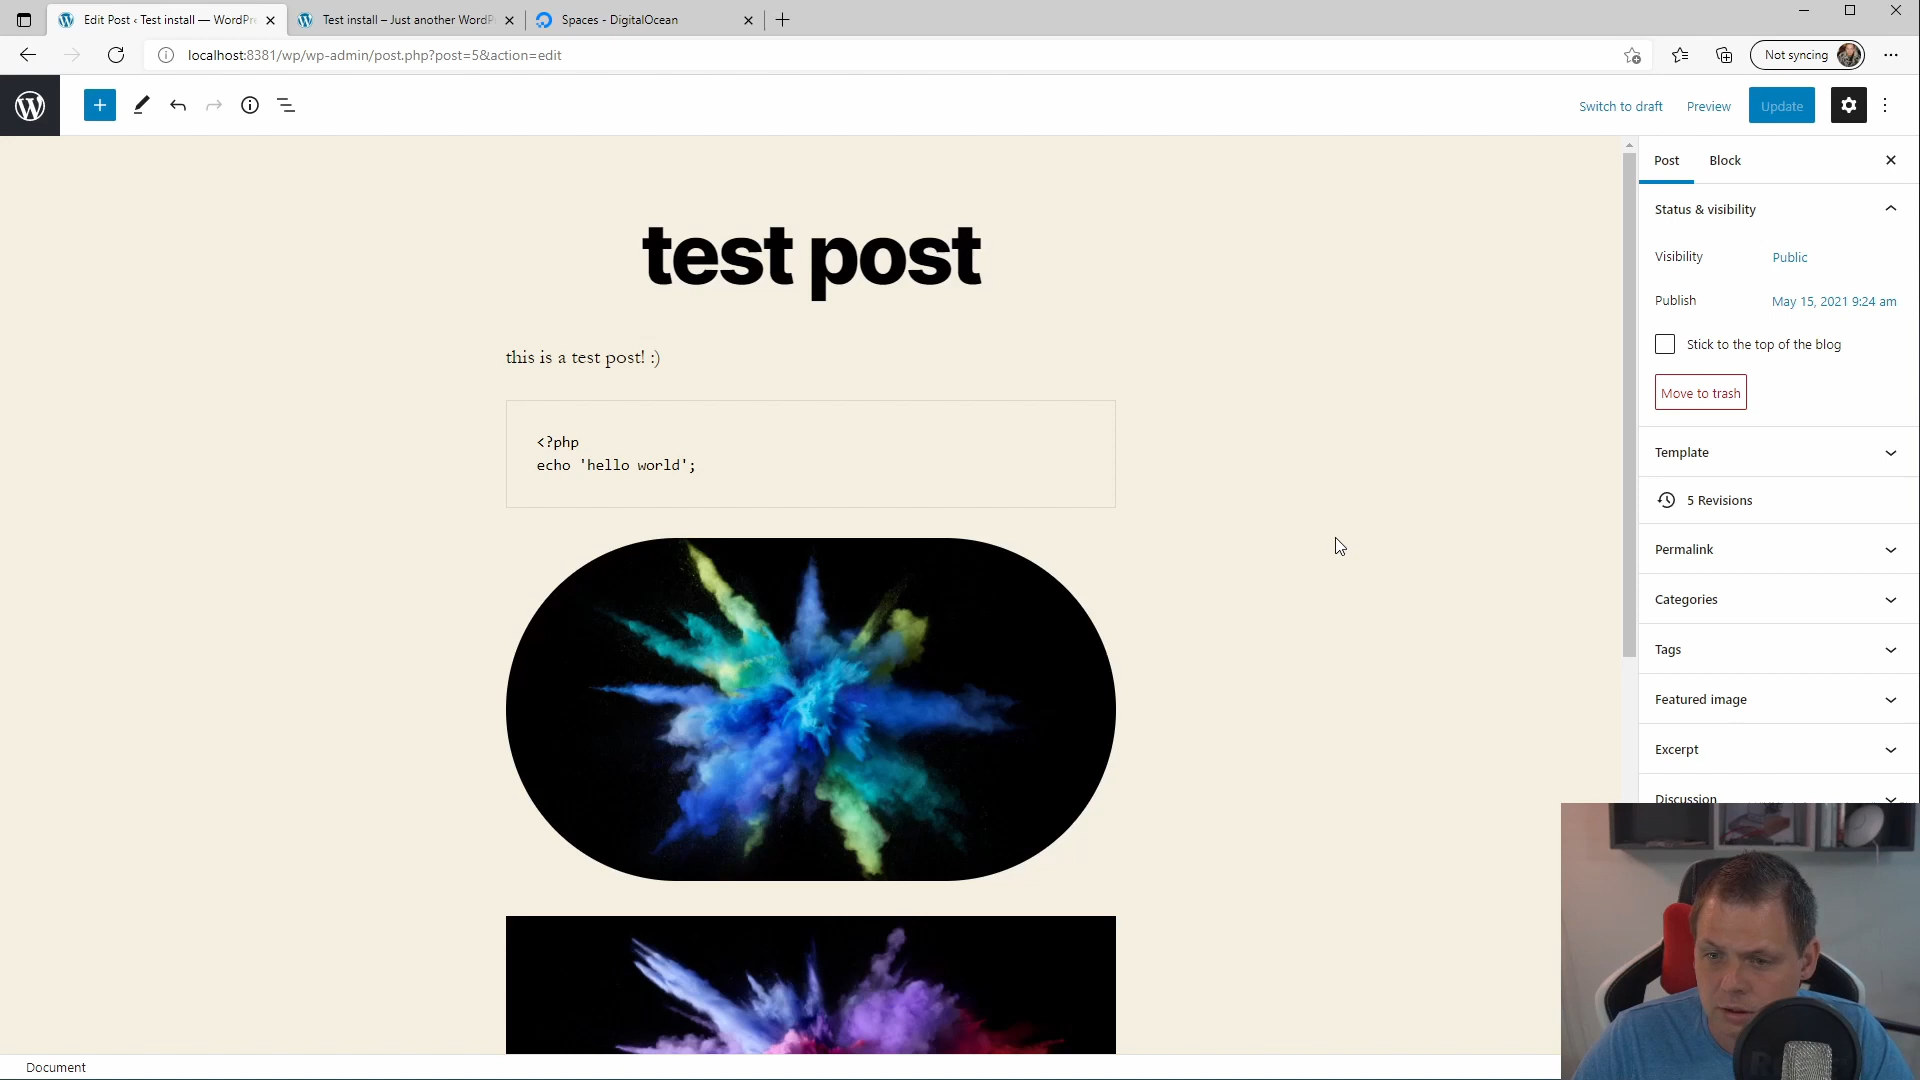 Edit Post ‹ Test install — WordPre
Test install – Just another WordP
Spaces - DigitalOcean
localhost:8381/wp/wp-admin/post.php?post=5&action=edit
Not syncing
Switch to draft
Preview
Update
Post
Block
test post
Status & visibility
Visibility
Public
Publish
May 15, 2021 9:24 am
this is a test post! :)
Stick to the top of the blog
Move to trash
<?php
echo 'hello world';
Template
5 Revisions
Permalink
Categories
Tags
Featured image
Excerpt
Discussion
Document